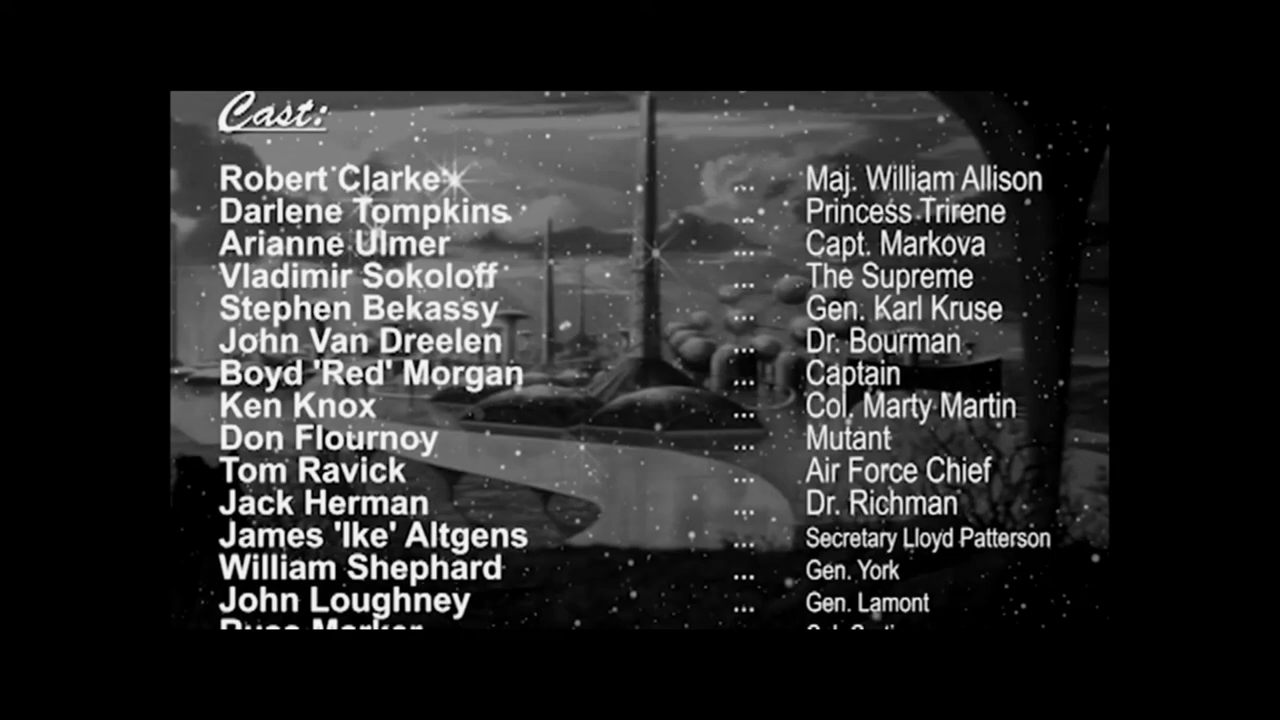 Cast:
Robert Clarke ... Maj. William Allison
Darlene Tompkins ... Princess Trirene
Arianne Ulmer ... Capt. Markova
Vladimir Sokoloff ... The Supreme
Stephen Bekassy ... Gen. Karl Kruse
John Van Dreelen ... Dr. Bourman
Boyd 'Red' Morgan ... Captain
Ken Knox ... Col. Marty Martin
Don Flournoy ... Mutant
Tom Ravick ... Air Force Chief
Jack Herman ... Dr. Richman
James 'Ike' Altgens ... Secretary Lloyd Patterson
William Shephard ... Gen. York
John Loughney ... Gen. Lamont